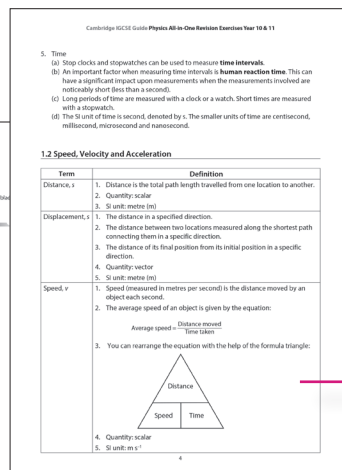 Cambridge IGCSE Guide Physics All-in-One Revision Exercises Year 10 & 11
5. Time
(a) Stop clocks and stopwatches can be used to measure time intervals.
(b) An important factor when measuring time intervals is human reaction time. This can
have a significant impact upon measurements when the measurements involved are
noticeably short (less than a second).
(c) Long periods of time are measured with a clock or a watch. Short times are measured
with a stopwatch.
(d) The SI unit of time is second, denoted by s. The smaller units of time are centisecond,
millisecond, microsecond and nanosecond.
1.2 Speed, Velocity and Acceleration
Term Definition
Distance, s 1. Distance is the total path length travelled from one location to another.
2. Quantity: scalar
3. SI unit: metre (m)
Displacement, s 1. The distance in a specified direction.
2. The distance between two locations measured along the shortest path
connecting them in a specific direction.
3. The distance of its final position from its initial position in a specific
direction.
4. Quantity: vector
5. SI unit: metre (m)
Speed, v 1. Speed (measured in metres per second) is the distance moved by an
object each second.
2. The average speed of an object is given by the equation:
Average speed = Distance moved
Time taken
3. You can rearrange the equation with the help of the formula triangle:
Distance
Speed Time
4. Quantity: scalar
5. SI unit: m s⁻¹
4